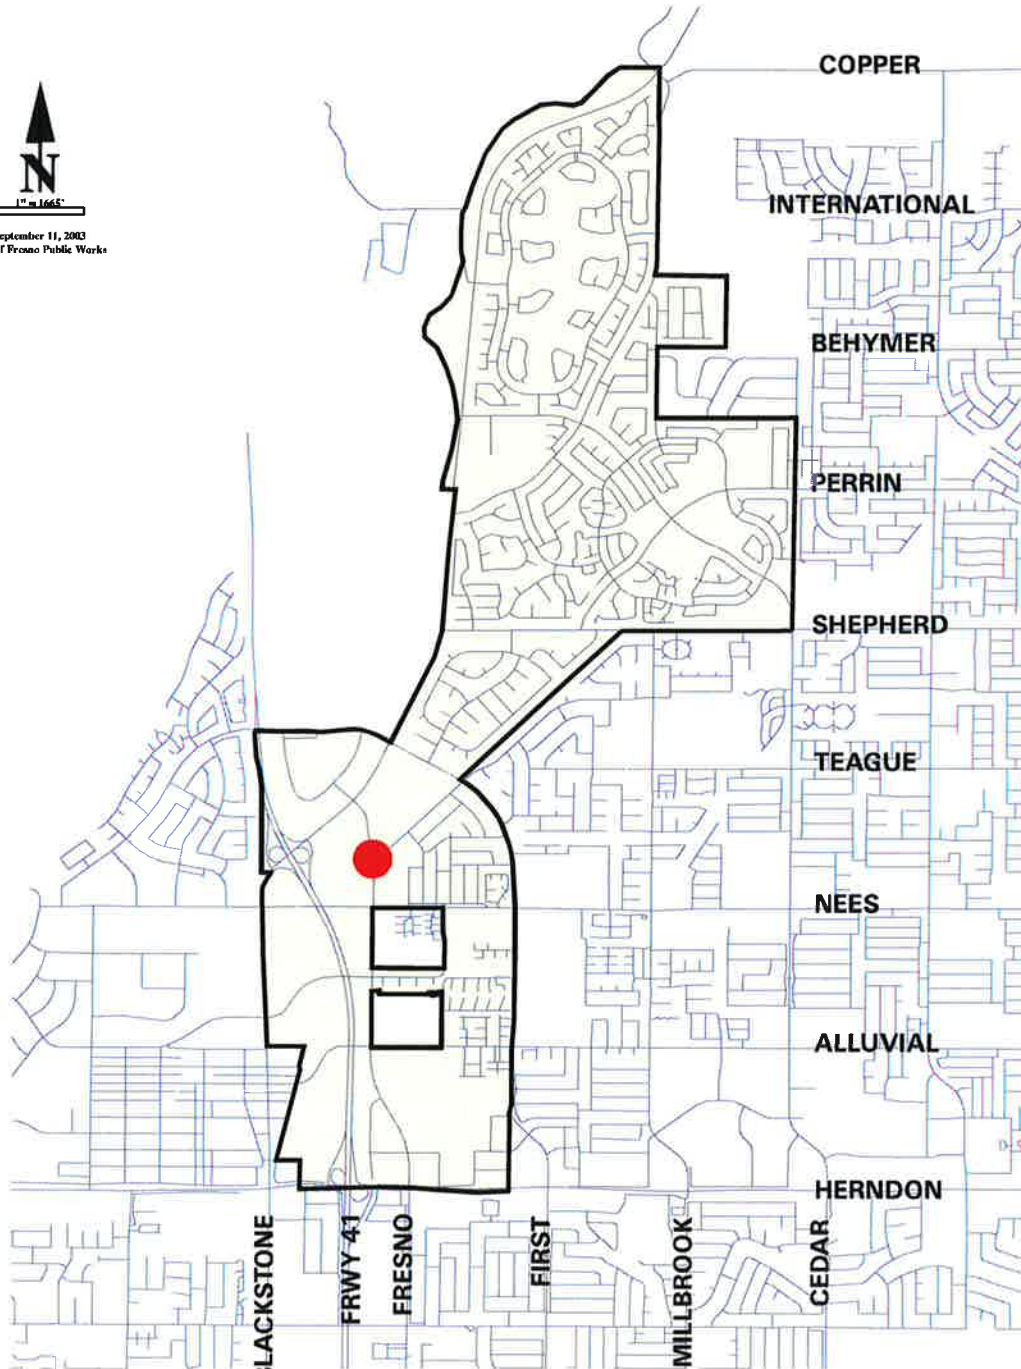 COPPER
N
1" = 1665'
INTERNATIONAL
eptember 11, 2003
f Fresno Public Works
BEHYMER
PERRIN
SHEPHERD
TEAGUE
NEES
ALLUVIAL
HERNDON
LACKSTONE
FRWY 41
FRESNO
FIRST
MILLBROOK
CEDAR